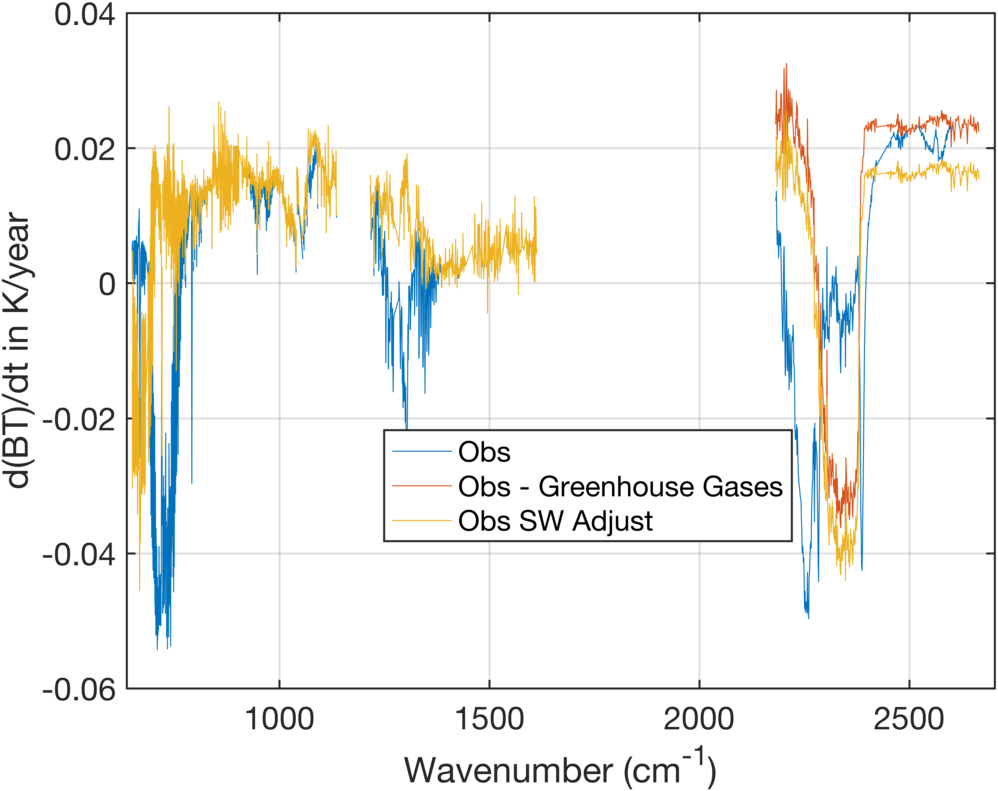 0.04
0.02
0
-0.02
-0.04
-0.06
d(BT)/dt in K/year
Obs
Obs - Greenhouse Gases
Obs SW Adjust
1000 1500 2000 2500
Wavenumber (cm⁻¹)